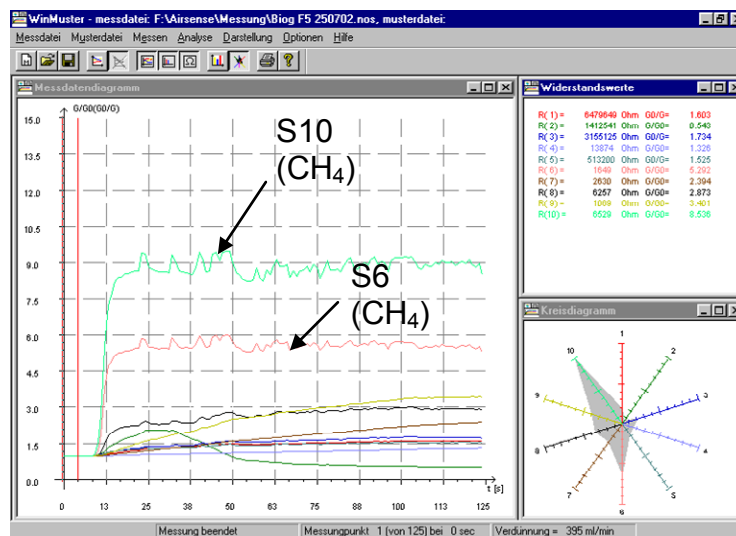 WinMuster - messdatei: F:\Airsense\Messung\Biog F5 250702.nos, musterdatei:
Messdatei Musterdatei Messen Analyse Darstellung Optionen Hilfe
Messdatendiagramm
G/G0(G0/G)
15.0
13.5
12.0
10.5
9.0
7.5
6.0
4.5
3.0
1.5
0.0
S10
(CH4)
S6
(CH4)
0 13 25 38 50 63 75 88 100 113 125
t [s]
Widerstandswerte
R( 1) = 6479649 Ohm G0/G= 1.603
R( 2) = 1412541 Ohm G/G0= 0.543
R( 3) = 3155125 Ohm G0/G= 1.734
R( 4) = 13874 Ohm G/G0= 1.326
R( 5) = 513200 Ohm G0/G= 1.525
R( 6) = 1649 Ohm G/G0= 5.292
R( 7) = 2630 Ohm G/G0= 2.394
R( 8) = 6257 Ohm G/G0= 2.873
R( 9) = 1009 Ohm G/G0= 3.401
R(10) = 6529 Ohm G/G0= 8.536
Kreisdiagramm
1
2
3
4
5
6
7
8
9
10
Messung beendet Messungpunkt 1 (von 125) bei 0 sec Verdünnung = 395 ml/min